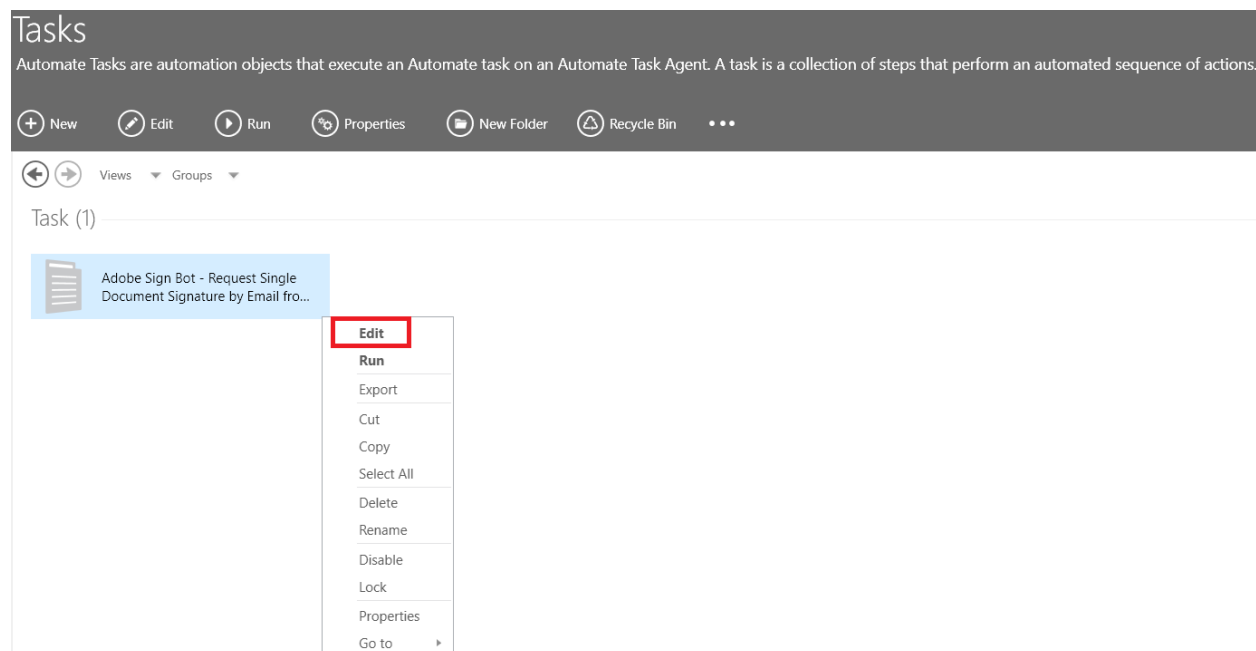 Tasks
Automate Tasks are automation objects that execute an Automate task on an Automate Task Agent. A task is a collection of steps that perform an automated sequence of actions.
New Edit Run Properties New Folder Recycle Bin •••
Views Groups
Task (1)
Adobe Sign Bot - Request Single
Document Signature by Email fro...
Edit
Run
Export
Cut
Copy
Select All
Delete
Rename
Disable
Lock
Properties
Go to